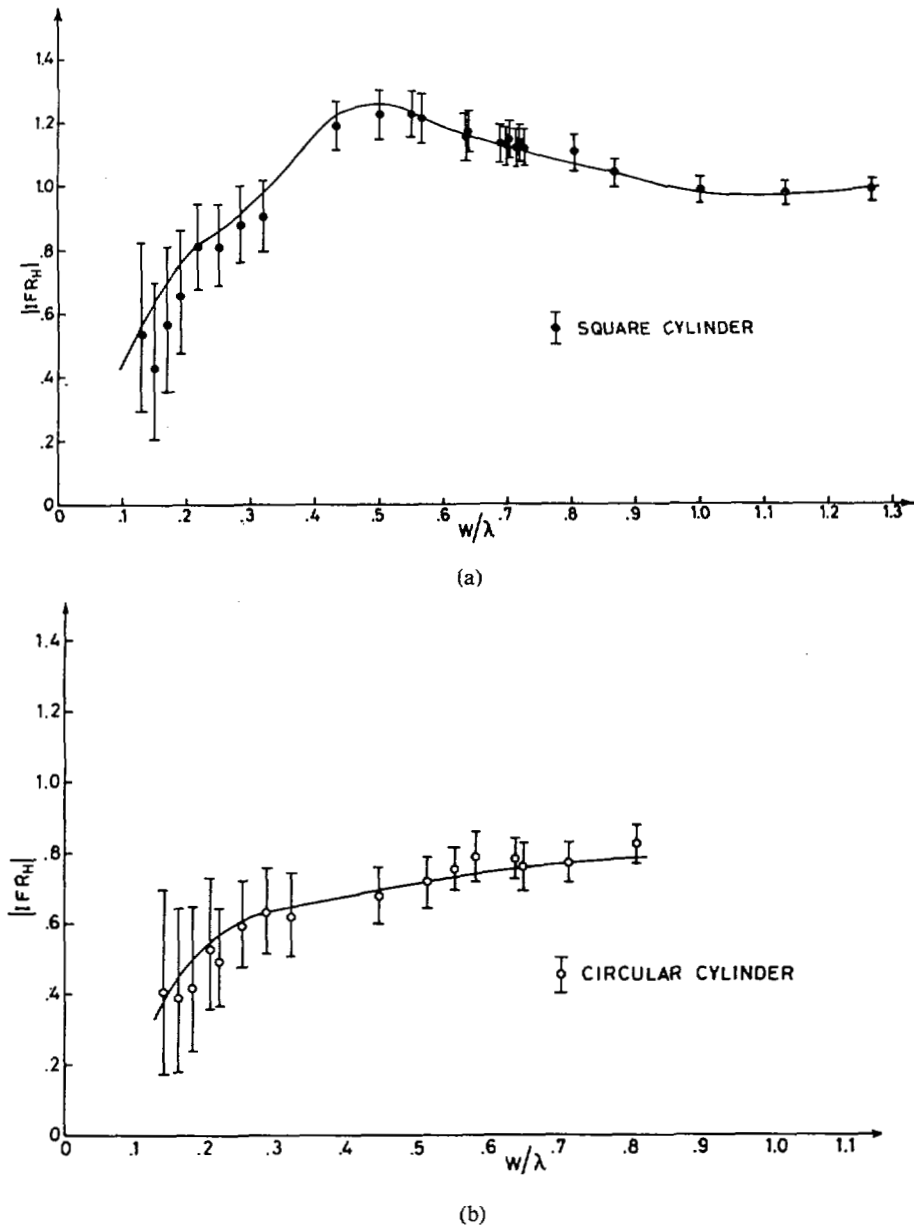 1.4
1.2
1.0
.8
.6
.4
.2
0
|IFR_H|
SQUARE CYLINDER
0 .1 .2 .3 .4 .5 .6 .7 .8 .9 1.0 1.1 1.2 1.3
W/λ
(a)
1.4
1.2
1.0
.8
.6
.4
.2
0
|IFR_H|
CIRCULAR CYLINDER
0 .1 .2 .3 .4 .5 .6 .7 .8 .9 1.0 1.1
W/λ
(b)